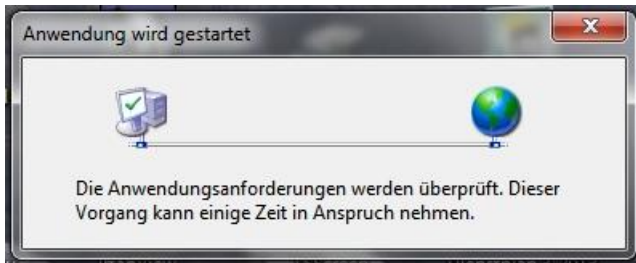 Anwendung wird gestartet
Die Anwendungsanforderungen werden überprüft. Dieser
Vorgang kann einige Zeit in Anspruch nehmen.